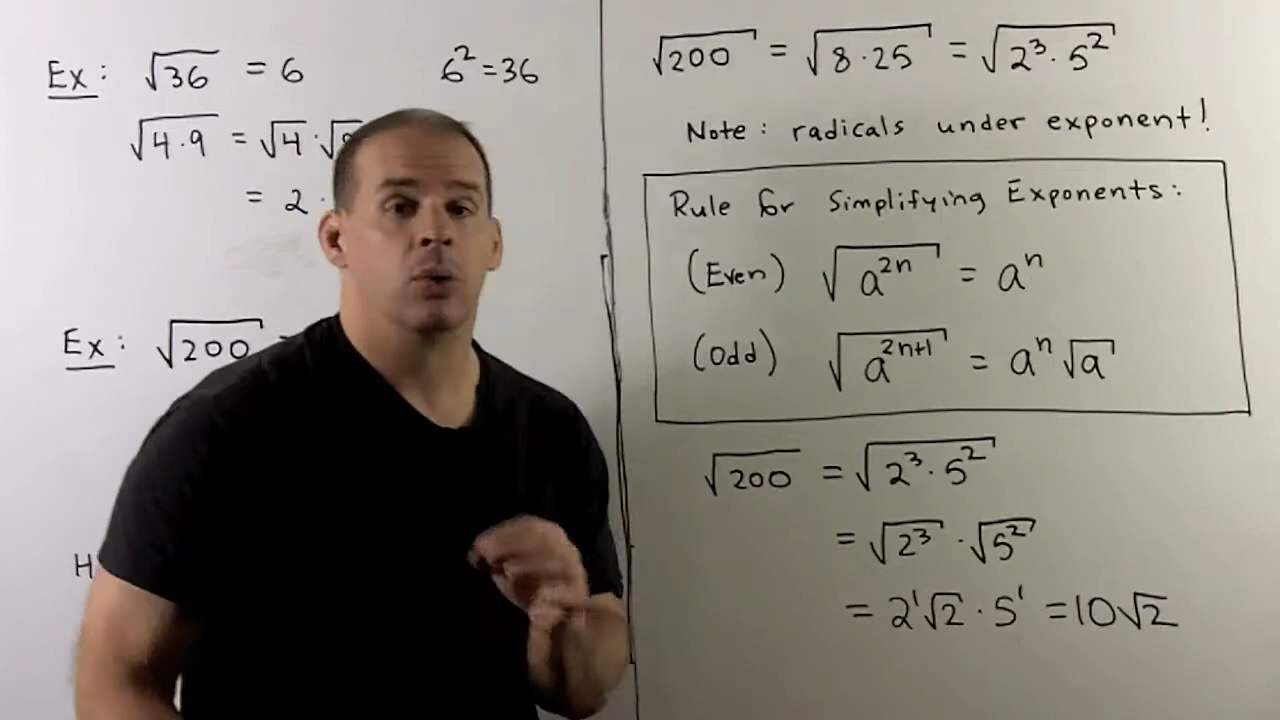 Ex: √36 = 6 6² = 36
√4·9 = √4 · √
= 2 ·
Ex: √200 =
H
√200 = √8·25 = √2³·5²
Note: radicals under exponent!
Rule for Simplifying Exponents:
(Even) √a²ⁿ = aⁿ
(Odd) √a²ⁿ⁺¹ = aⁿ√a
√200 = √2³·5²
= √2³ · √5²
= 2¹√2 · 5¹ = 10√2